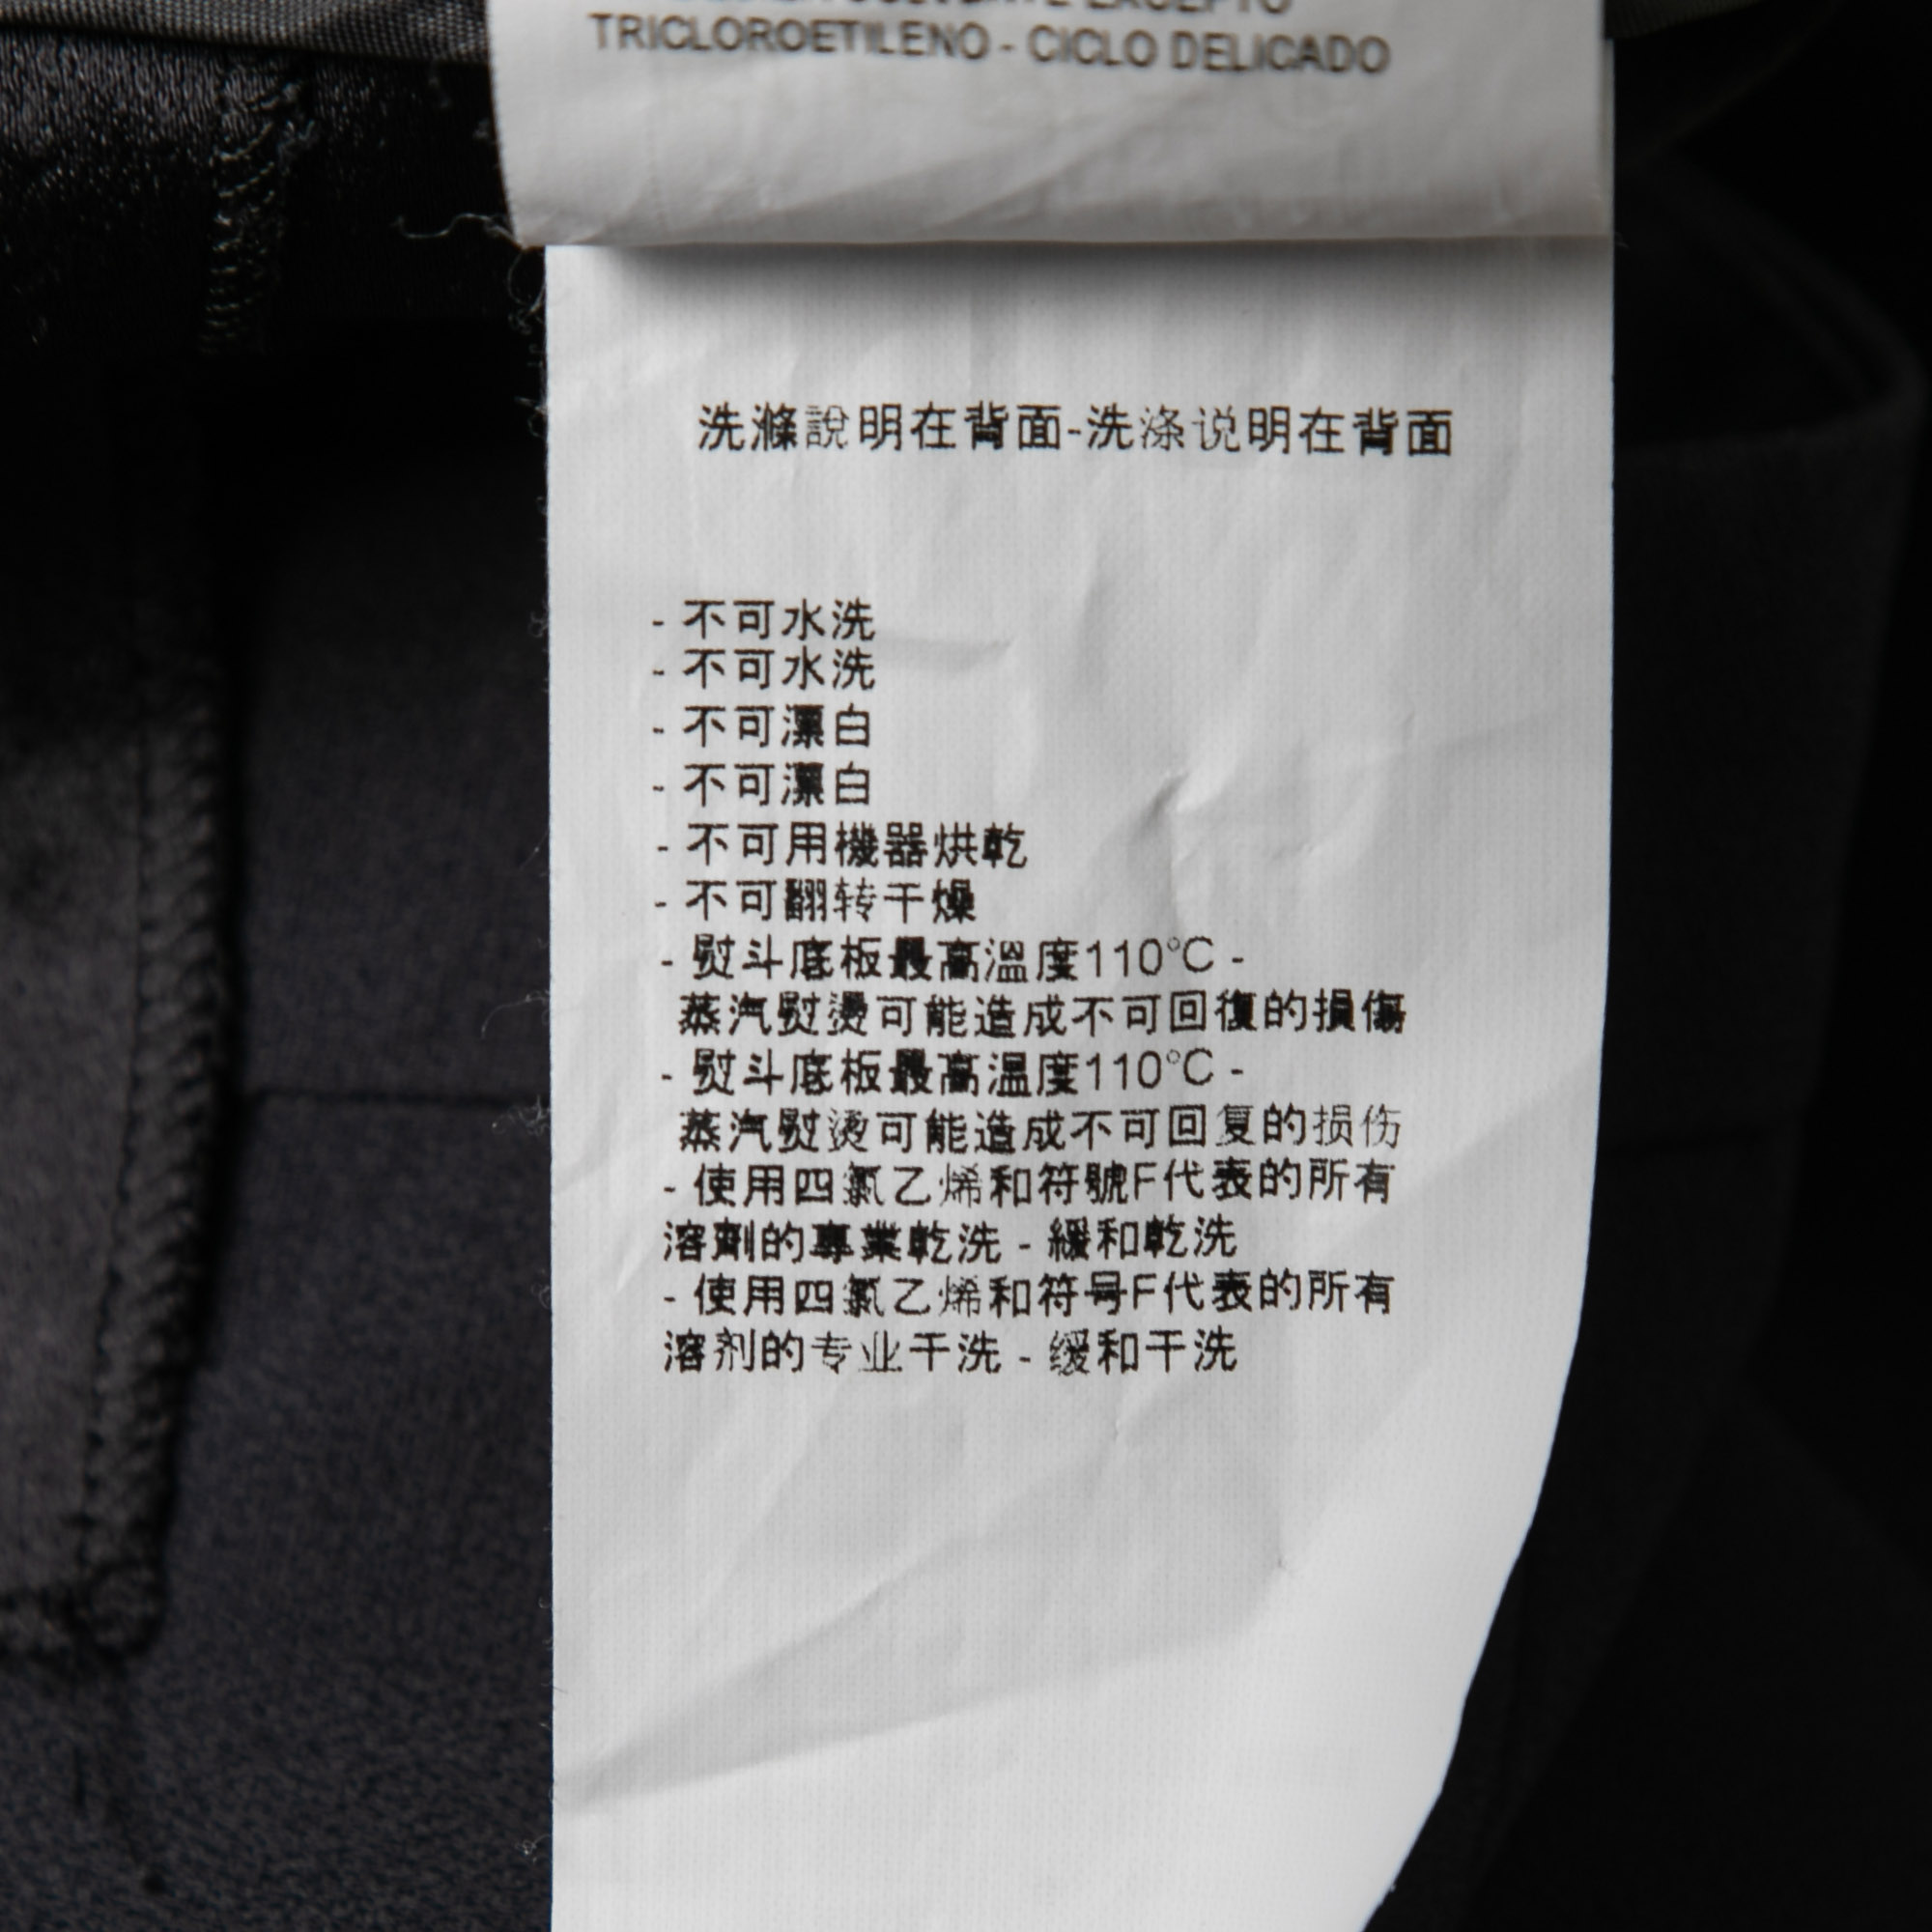 EXCEPTO
TRICLOROETILENO - CICLO DELICADO
洗滌說明在背面-洗涤说明在背面
- 不可水洗
- 不可水洗
- 不可漂白
- 不可漂白
- 不可用機器烘乾
- 不可翻转干燥
- 熨斗底板最高溫度110°C -
蒸汽熨燙可能造成不可回復的損傷
- 熨斗底板最高温度110°C -
蒸汽熨烫可能造成不可回复的损伤
- 使用四氯乙烯和符號F代表的所有
溶劑的專業乾洗 - 緩和乾洗
- 使用四氯乙烯和符号F代表的所有
溶剂的专业干洗 - 缓和干洗